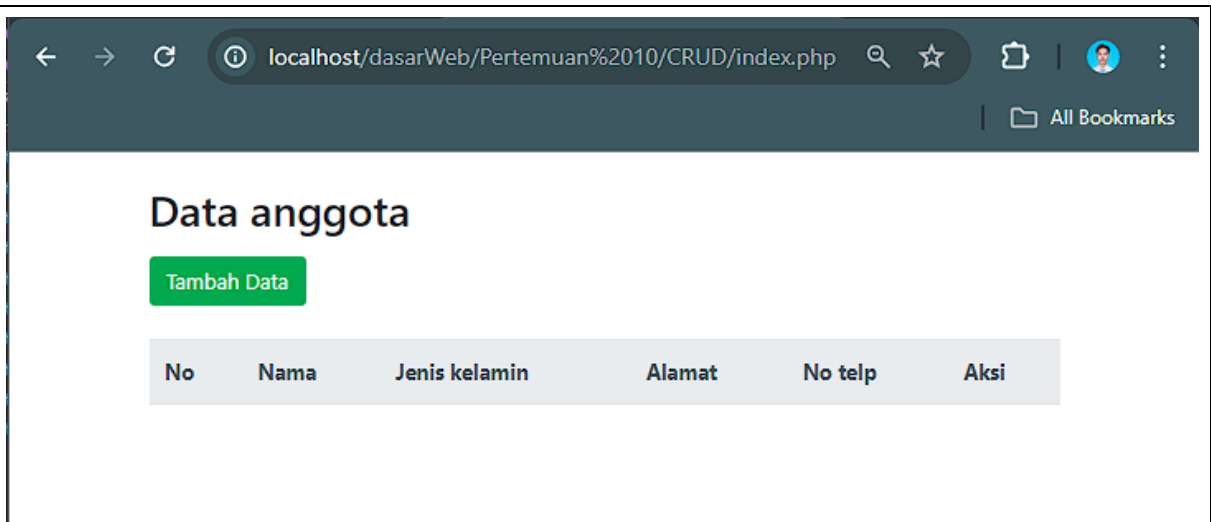 localhost/dasarWeb/Pertemuan%2010/CRUD/index.php
All Bookmarks
Data anggota
Tambah Data
No Nama Jenis kelamin Alamat No telp Aksi